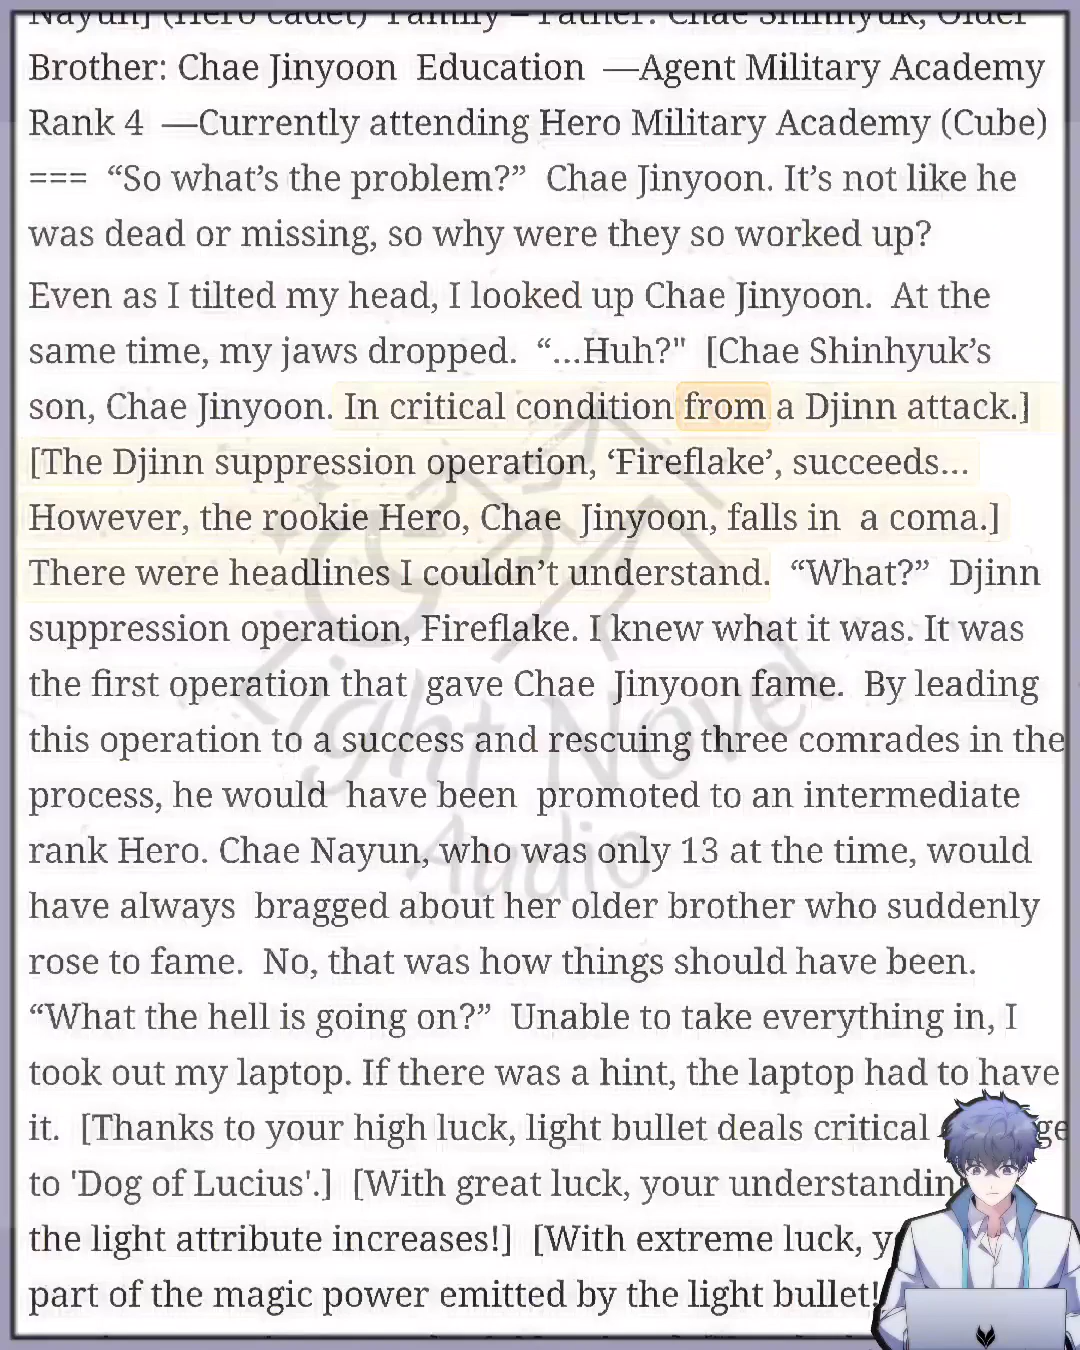 Nayun] (Hero cadet)  Family – Father: Chae Shinhyuk, Older
Brother: Chae Jinyoon  Education  —Agent Military Academy
Rank 4  —Currently attending Hero Military Academy (Cube)
===  “So what’s the problem?”  Chae Jinyoon. It’s not like he
was dead or missing, so why were they so worked up?
Even as I tilted my head, I looked up Chae Jinyoon.  At the
same time, my jaws dropped.  “…Huh?"  [Chae Shinhyuk’s
son, Chae Jinyoon. In critical condition from a Djinn attack.]
[The Djinn suppression operation, ‘Fireflake’, succeeds…
However, the rookie Hero, Chae  Jinyoon, falls in  a coma.]
There were headlines I couldn’t understand.  “What?”  Djinn
suppression operation, Fireflake. I knew what it was. It was
the first operation that  gave Chae  Jinyoon fame.  By leading
this operation to a success and rescuing three comrades in the
process, he would  have been  promoted to an intermediate
rank Hero. Chae Nayun, who was only 13 at the time, would
have always  bragged about her older brother who suddenly
rose to fame.  No, that was how things should have been.
“What the hell is going on?”  Unable to take everything in, I
took out my laptop. If there was a hint, the laptop had to have
it.  [Thanks to your high luck, light bullet deals critical
to 'Dog of Lucius'.]  [With great luck, your
the light attribute increases!]  [With extreme luck,
part of the magic power emitted by the light bullet!
Light Novel
Audio